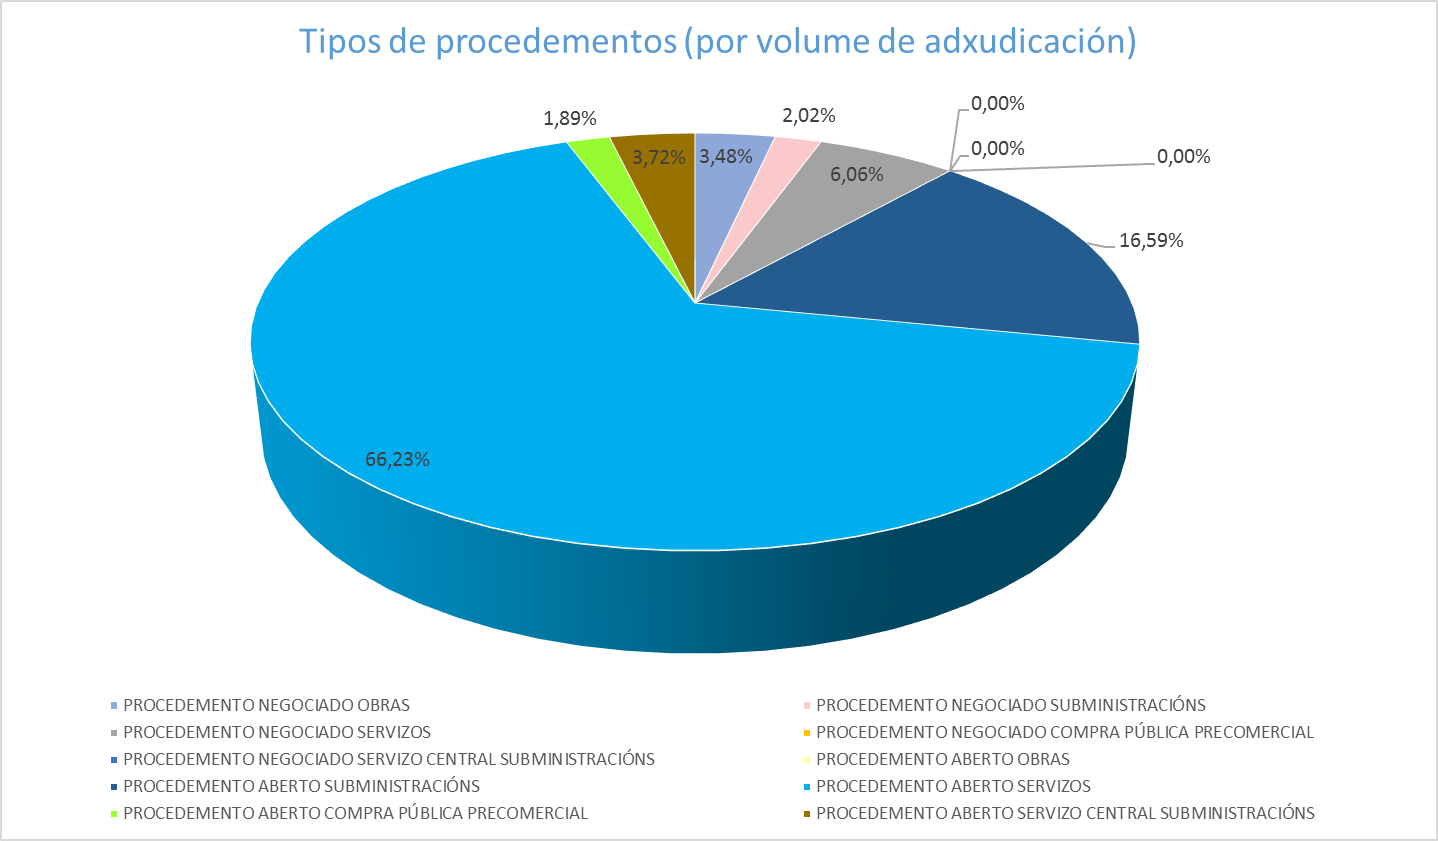 Tipos de procedementos (por volume de adxudicación)
0,00%
1,89%
2,02%
0,00%
0,00%
3,72%
3,48%
6,06%
16,59%
66,23%
PROCEDEMENTO NEGOCIADO OBRAS
PROCEDEMENTO NEGOCIADO SUBMINISTRACIÓNS
PROCEDEMENTO NEGOCIADO SERVIZOS
PROCEDEMENTO NEGOCIADO COMPRA PÚBLICA PRECOMERCIAL
PROCEDEMENTO NEGOCIADO SERVIZO CENTRAL SUBMINISTRACIÓNS
PROCEDEMENTO ABERTO OBRAS
PROCEDEMENTO ABERTO SUBMINISTRACIÓNS
PROCEDEMENTO ABERTO SERVIZOS
PROCEDEMENTO ABERTO COMPRA PÚBLICA PRECOMERCIAL
PROCEDEMENTO ABERTO SERVIZO CENTRAL SUBMINISTRACIÓNS